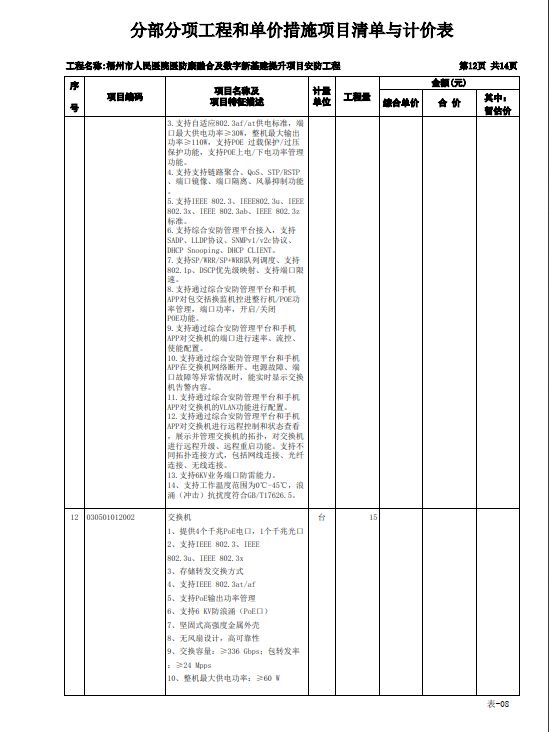 分部分项工程和单价措施项目清单与计价表
工程名称:梧州市人民医院医防康融合及数字新基建提升项目安防工程 第12页 共14页
序号 项目编码 项目名称及项目特征描述 计量单位 工程量 金额(元)
综合单价 合 价 其中:暂估价
3.支持自适应802.3af/at供电标准，端
口最大供电功率≥30W，整机最大输出
功率≥110W，支持POE 过载保护/过压
保护功能，支持POE上电/下电功率管理
功能。
4.支持支持链路聚合、QoS、STP/RSTP
、端口镜像、端口隔离、风暴抑制功能
。
5.支持IEEE 802.3、IEEE802.3u、IEEE
802.3x、IEEE 802.3ab、IEEE 802.3z
标准。
6.支持综合安防管理平台接入，支持
SADP、LLDP协议、SNMPv1/v2c协议、
DHCP Snooping、DHCP CLIENT。
7.支持SP/WRR/SP+WRR队列调度、支持
802.1p、DSCP优先级映射、支持端口限
速。
8.支持通过综合安防管理平台和手机
APP对包交括换监机控进整行机/POE功
率管理，端口功率，开启/关闭
POE功能。
9.支持通过综合安防管理平台和手机
APP对交换机的端口进行速率、流控、
使能配置。
10.支持通过综合安防管理平台和手机
APP在交换机网络断开、电源故障、端
口故障等异常情况时，能实时显示交换
机告警内容。
11.支持通过综合安防管理平台和手机
APP对交换机的VLAN功能进行配置。
12.支持通过综合安防管理平台和手机
APP对交换机进行远程控制和状态查看
，展示并管理交换机的拓扑，对交换机
进行远程升级、远程重启功能。支持不
同拓扑连接方式，包括网线连接、光纤
连接、无线连接。
13.支持6KV业务端口防雷能力。
14、支持工作温度范围为0℃-45℃，浪
涌（冲击）抗扰度符合GB/T17626.5。
12 030501012002 交换机 台 15
1、提供4个千兆PoE电口，1个千兆光口
2、支持IEEE 802.3、IEEE
802.3u、IEEE 802.3x
3、存储转发交换方式
4、支持IEEE 802.3at/af
5、支持PoE输出功率管理
6、支持6 KV防浪涌（PoE口）
7、坚固式高强度金属外壳
8、无风扇设计，高可靠性
9、交换容量：≥336 Gbps；包转发率
：≥24 Mpps
10、整机最大供电功率：≥60 W
表-08